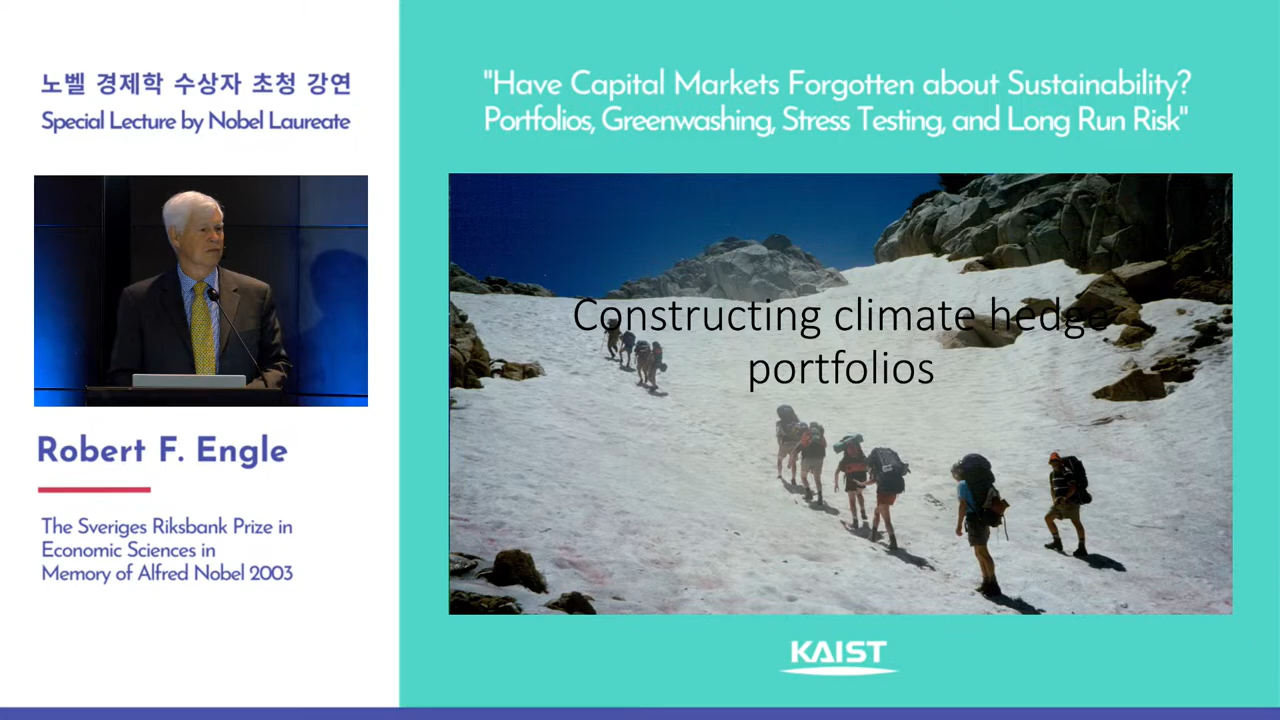 노벨 경제학 수상자 초청 강연
Special Lecture by Nobel Laureate
Robert F. Engle
The Sveriges Riksbank Prize in
Economic Sciences in
Memory of Alfred Nobel 2003
"Have Capital Markets Forgotten about Sustainability?
Portfolios, Greenwashing, Stress Testing, and Long Run Risk"
Constructing climate hedge
portfolios
KAIST